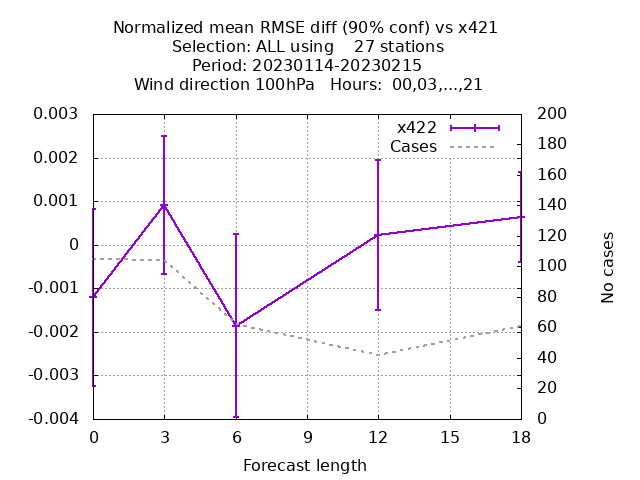 Normalized mean RMSE diff (90% conf) vs x421
Selection: ALL using    27 stations
Period: 20230114-20230215
Wind direction 100hPa   Hours:  00,03,...,21
x422
Cases
0.003
0.002
0.001
0
-0.001
-0.002
-0.003
-0.004
200
180
160
140
120
100
80
60
40
20
0
No cases
0 3 6 9 12 15 18
Forecast length